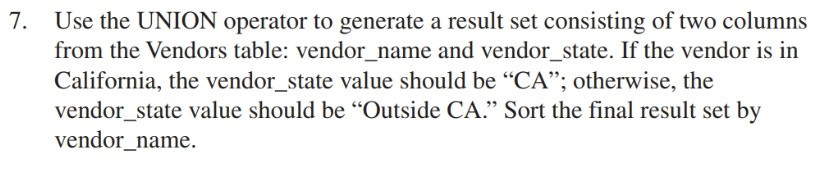 7. Use the UNION operator to generate a result set consisting of two columns
from the Vendors table: vendor_name and vendor_state. If the vendor is in
California, the vendor_state value should be “CA”; otherwise, the
vendor_state value should be “Outside CA.” Sort the final result set by
vendor_name.